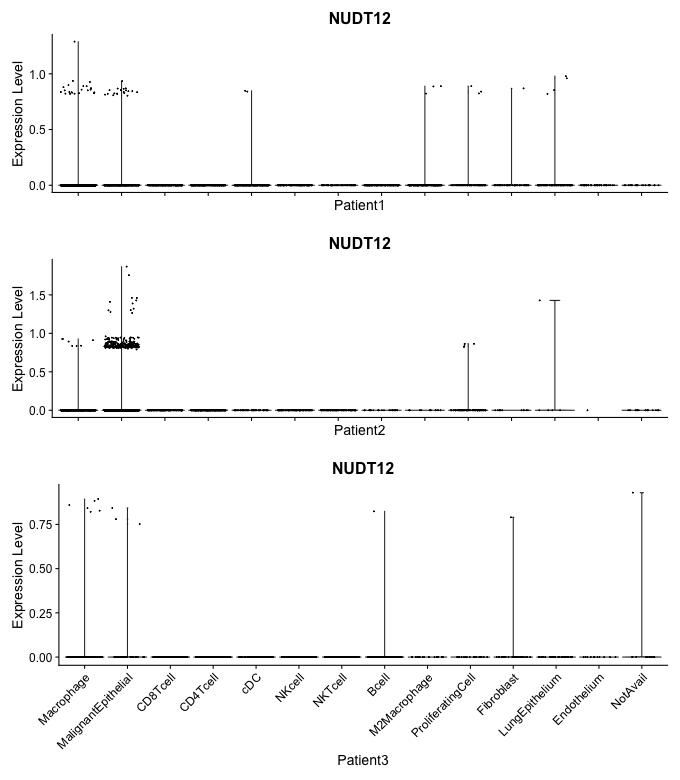 NUDT12
Expression Level
1.0
0.5
0.0
Patient1
NUDT12
Expression Level
1.5
1.0
0.5
0.0
Patient2
NUDT12
Expression Level
0.75
0.50
0.25
0.00
Macrophage
MalignantEpithelial
CD8Tcell
CD4Tcell
cDC
NKcell
NKTcell
Bcell
M2Macrophage
ProliferatingCell
Fibroblast
LungEpithelium
Endothelium
NotAvail
Patient3